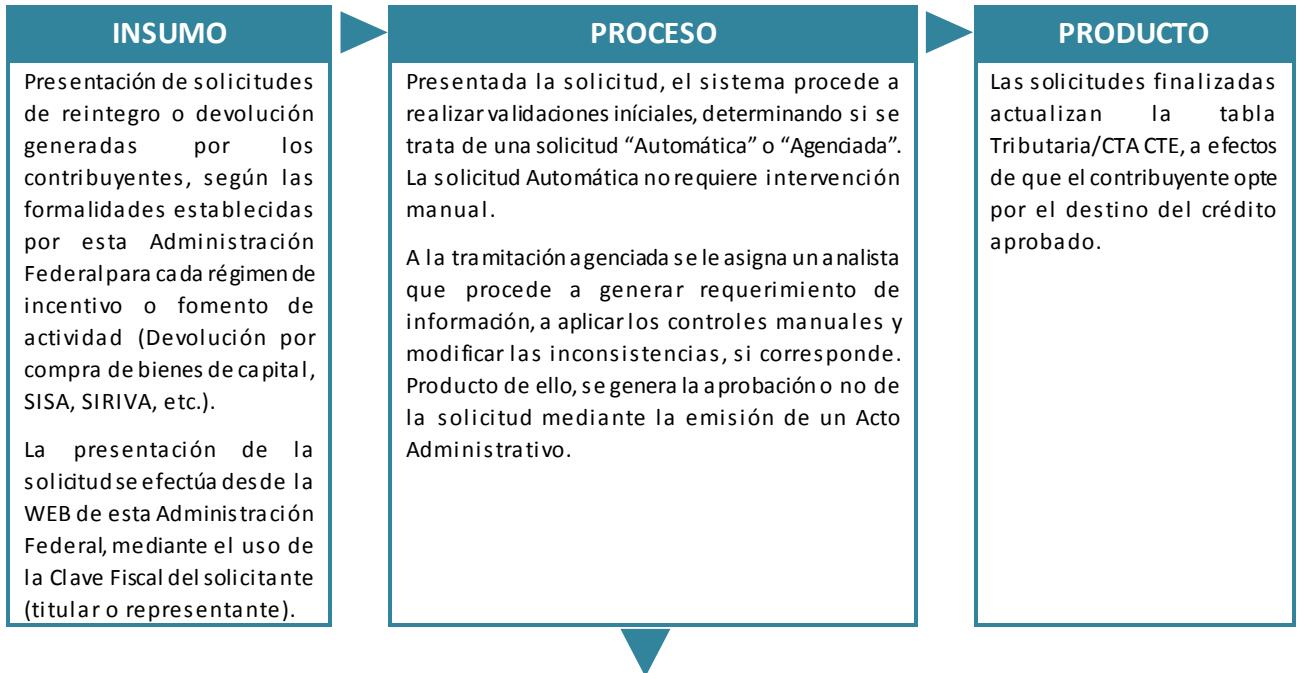 INSUMO
Presentación de solicitudes
de reintegro o devolución
generadas por los
contribuyentes, según las
formalidades establecidas
por esta Administración
Federal para cada régimen de
incentivo o fomento de
actividad (Devolución por
compra de bienes de capital,
SISA, SIRIVA, etc.).
La presentación de la
solicitud se efectúa desde la
WEB de esta Administración
Federal, mediante el uso de
la Clave Fiscal del solicitante
(titular o representante).
PROCESO
Presentada la solicitud, el sistema procede a
realizar validaciones iníciales, determinando si se
trata de una solicitud “Automática” o “Agenciada”.
La solicitud Automática no requiere intervención
manual.
A la tramitación agenciada se le asigna un analista
que procede a generar requerimiento de
información, a aplicar los controles manuales y
modificar las inconsistencias, si corresponde.
Producto de ello, se genera la aprobación o no de
la solicitud mediante la emisión de un Acto
Administrativo.
PRODUCTO
Las solicitudes finalizadas
actualizan la tabla
Tributaria/CTA CTE, a efectos
de que el contribuyente opte
por el destino del crédito
aprobado.